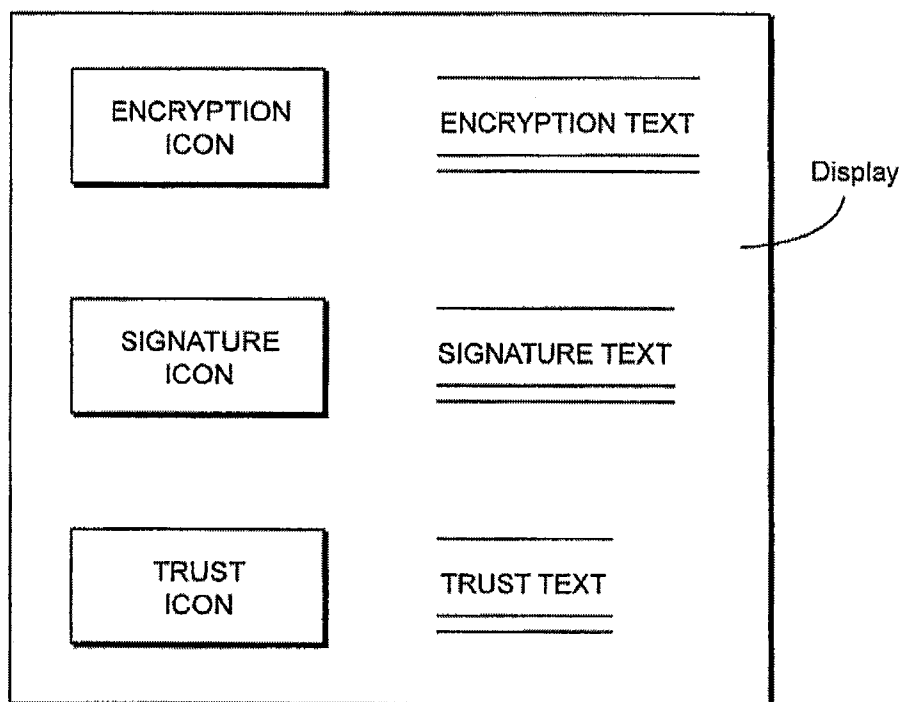 ENCRYPTION
ICON
ENCRYPTION TEXT
Display
SIGNATURE
ICON
SIGNATURE TEXT
TRUST
ICON
TRUST TEXT